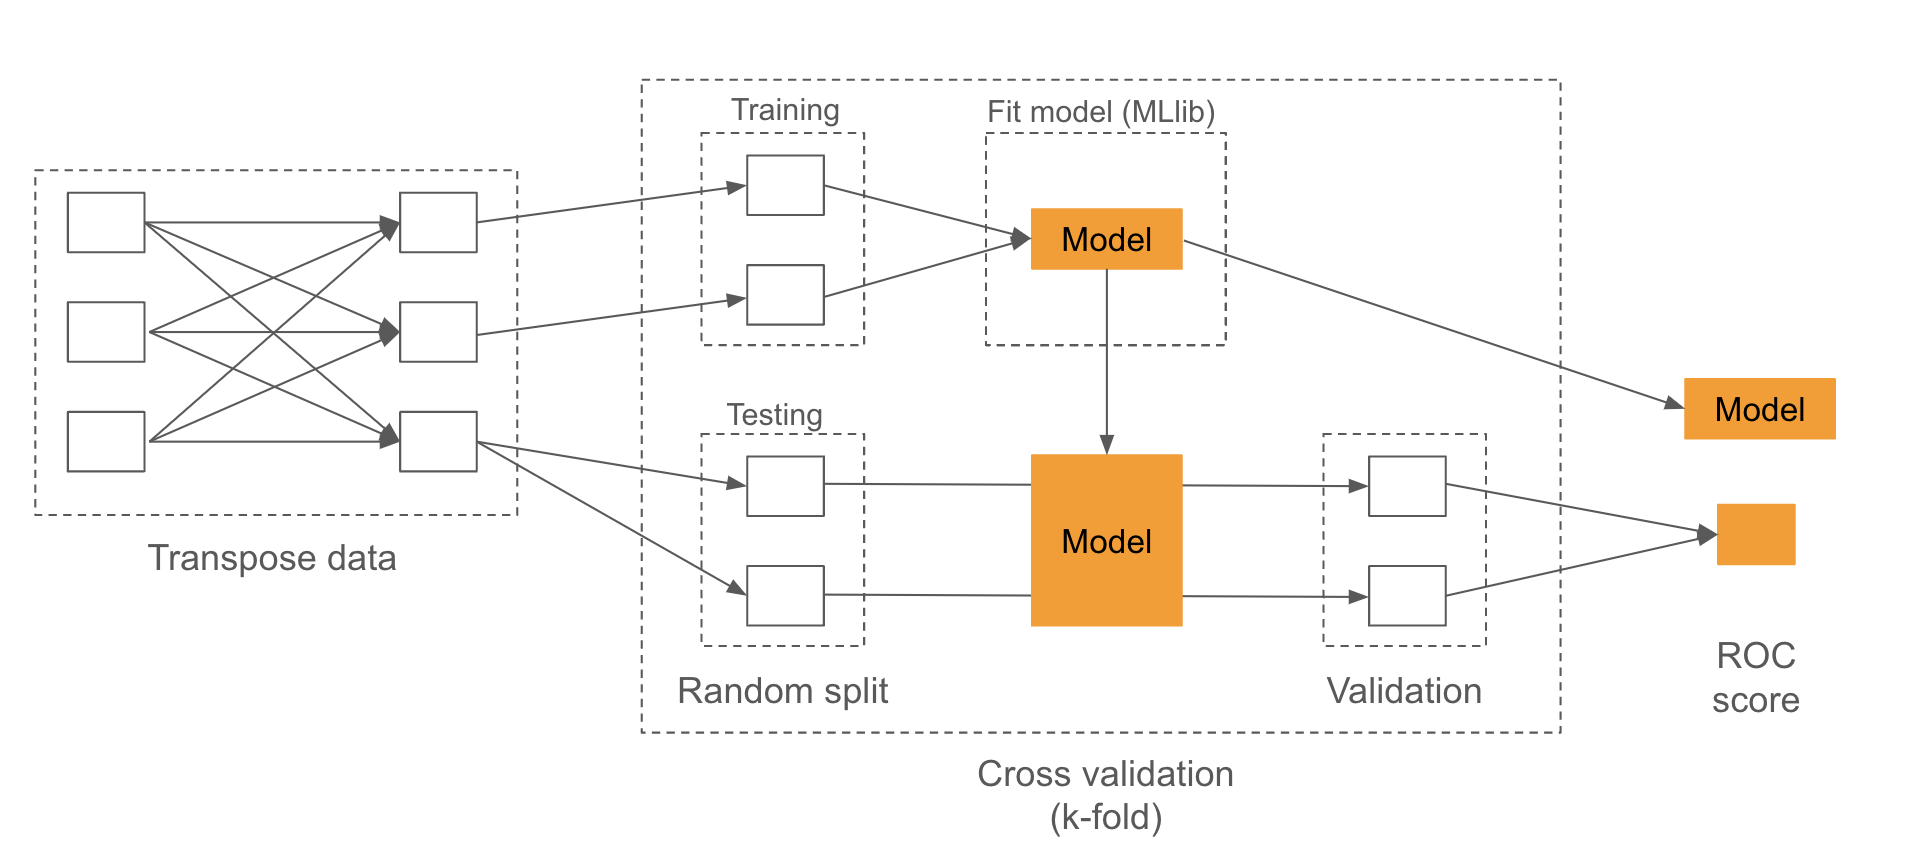 Training
Fit model (MLlib)
Model
Model
Testing
Model
Transpose data
Random split
Validation
ROC
score
Cross validation
(k-fold)